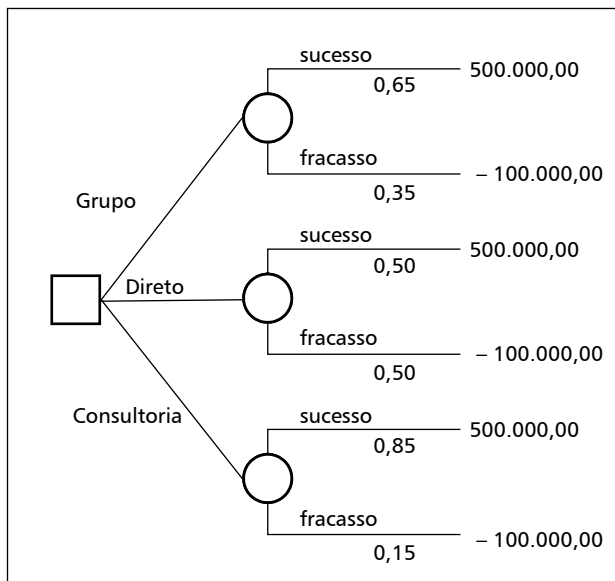 sucesso
0,65
500.000,00
fracasso
0,35
– 100.000,00
Grupo
sucesso
0,50
500.000,00
Direto
fracasso
0,50
– 100.000,00
Consultoria
sucesso
0,85
500.000,00
fracasso
0,15
– 100.000,00